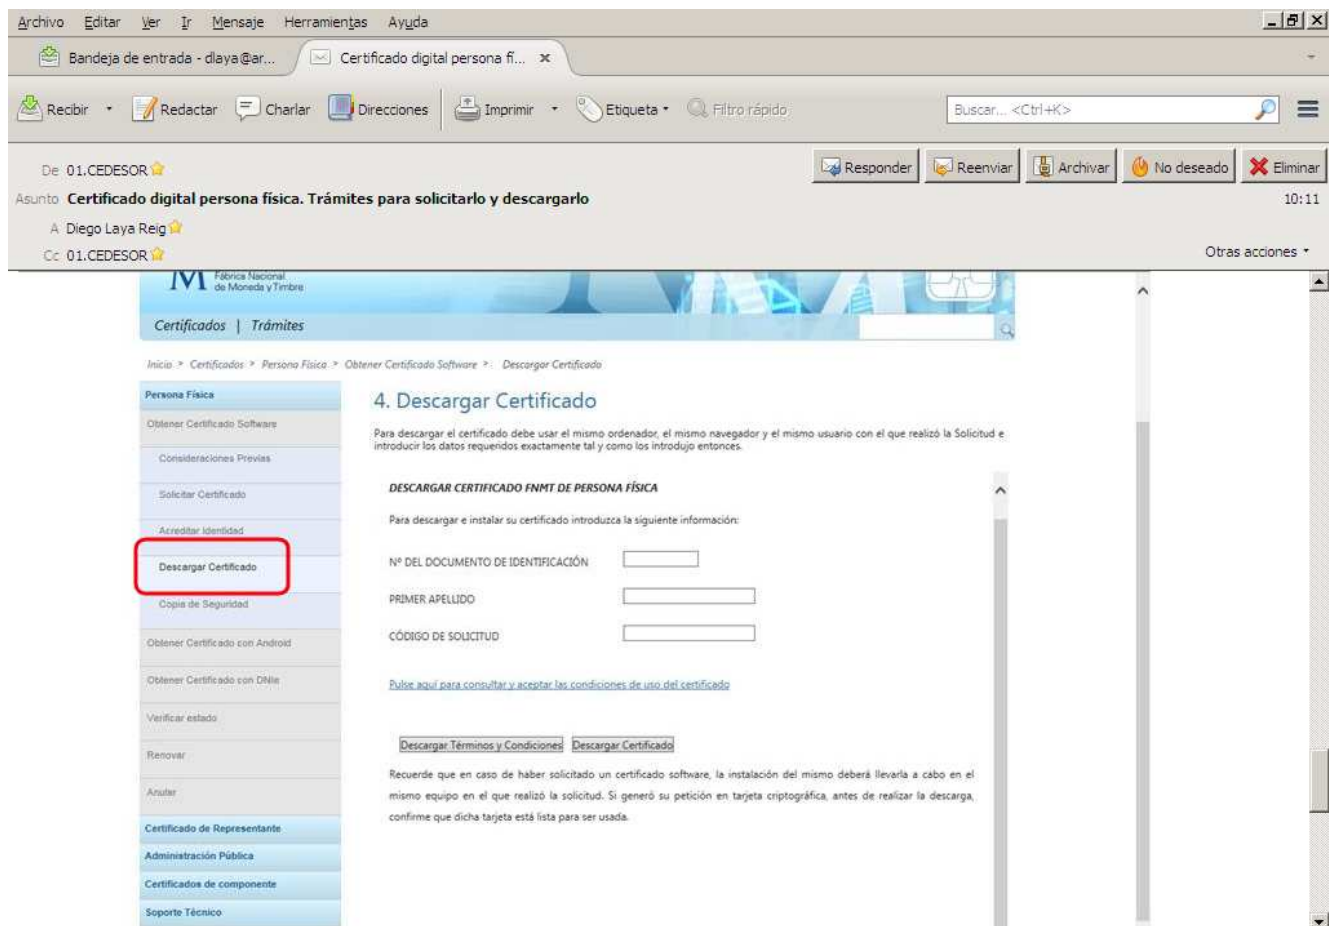 Archivo Editar Ver Ir Mensaje Herramientas Ayuda
Bandeja de entrada - dlaya@ar... Certificado digital persona fí... x
Recibir Redactar Charlar Direcciones Imprimir Etiqueta Filtro rápido Buscar... <Ctrl+K>
De 01.CEDESOR Responder Reenviar Archivar No deseado Eliminar
Asunto Certificado digital persona física. Trámites para solicitarlo y descargarlo 10:11
A Diego Laya Reig
Cc 01.CEDESOR Otras acciones
Fábrica Nacional
de Moneda y Timbre
Certificados | Trámites
Inicio > Certificados > Persona Física > Obtener Certificado Software > Descargar Certificado
Persona Física
Obtener Certificado Software
Consideraciones Previas
Solicitar Certificado
Acreditar Identidad
Descargar Certificado
Copia de Seguridad
Obtener Certificado con Android
Obtener Certificado con DNIe
Verificar estado
Renovar
Anular
Certificado de Representante
Administración Pública
Certificados de componente
Soporte Técnico
4. Descargar Certificado
Para descargar el certificado debe usar el mismo ordenador, el mismo navegador y el mismo usuario con el que realizó la Solicitud e
introducir los datos requeridos exactamente tal y como los introdujo entonces.
DESCARGAR CERTIFICADO FNMT DE PERSONA FÍSICA
Para descargar e instalar su certificado introduzca la siguiente información:
Nº DEL DOCUMENTO DE IDENTIFICACIÓN
PRIMER APELLIDO
CÓDIGO DE SOLICITUD
Pulse aquí para consultar y aceptar las condiciones de uso del certificado
Descargar Términos y Condiciones Descargar Certificado
Recuerde que en caso de haber solicitado un certificado software, la instalación del mismo deberá llevarla a cabo en el
mismo equipo en el que realizó la solicitud. Si generó su petición en tarjeta criptográfica, antes de realizar la descarga,
confirme que dicha tarjeta está lista para ser usada.